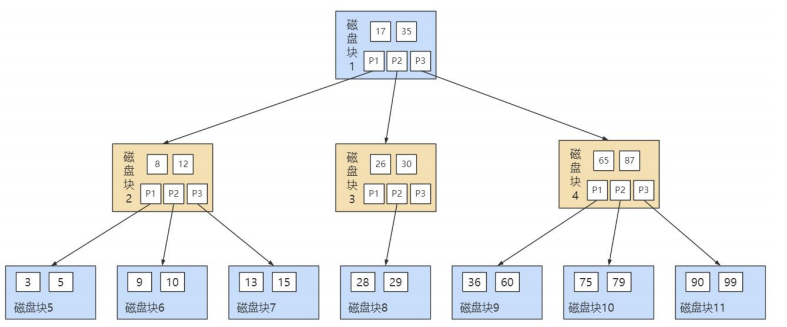 磁盘块1
17 35
P1 P2 P3
磁盘块2
8 12
P1 P2 P3
磁盘块3
26 30
P1 P2 P3
磁盘块4
65 87
P1 P2 P3
3 5
磁盘块5
9 10
磁盘块6
13 15
磁盘块7
28 29
磁盘块8
36 60
磁盘块9
75 79
磁盘块10
90 99
磁盘块11